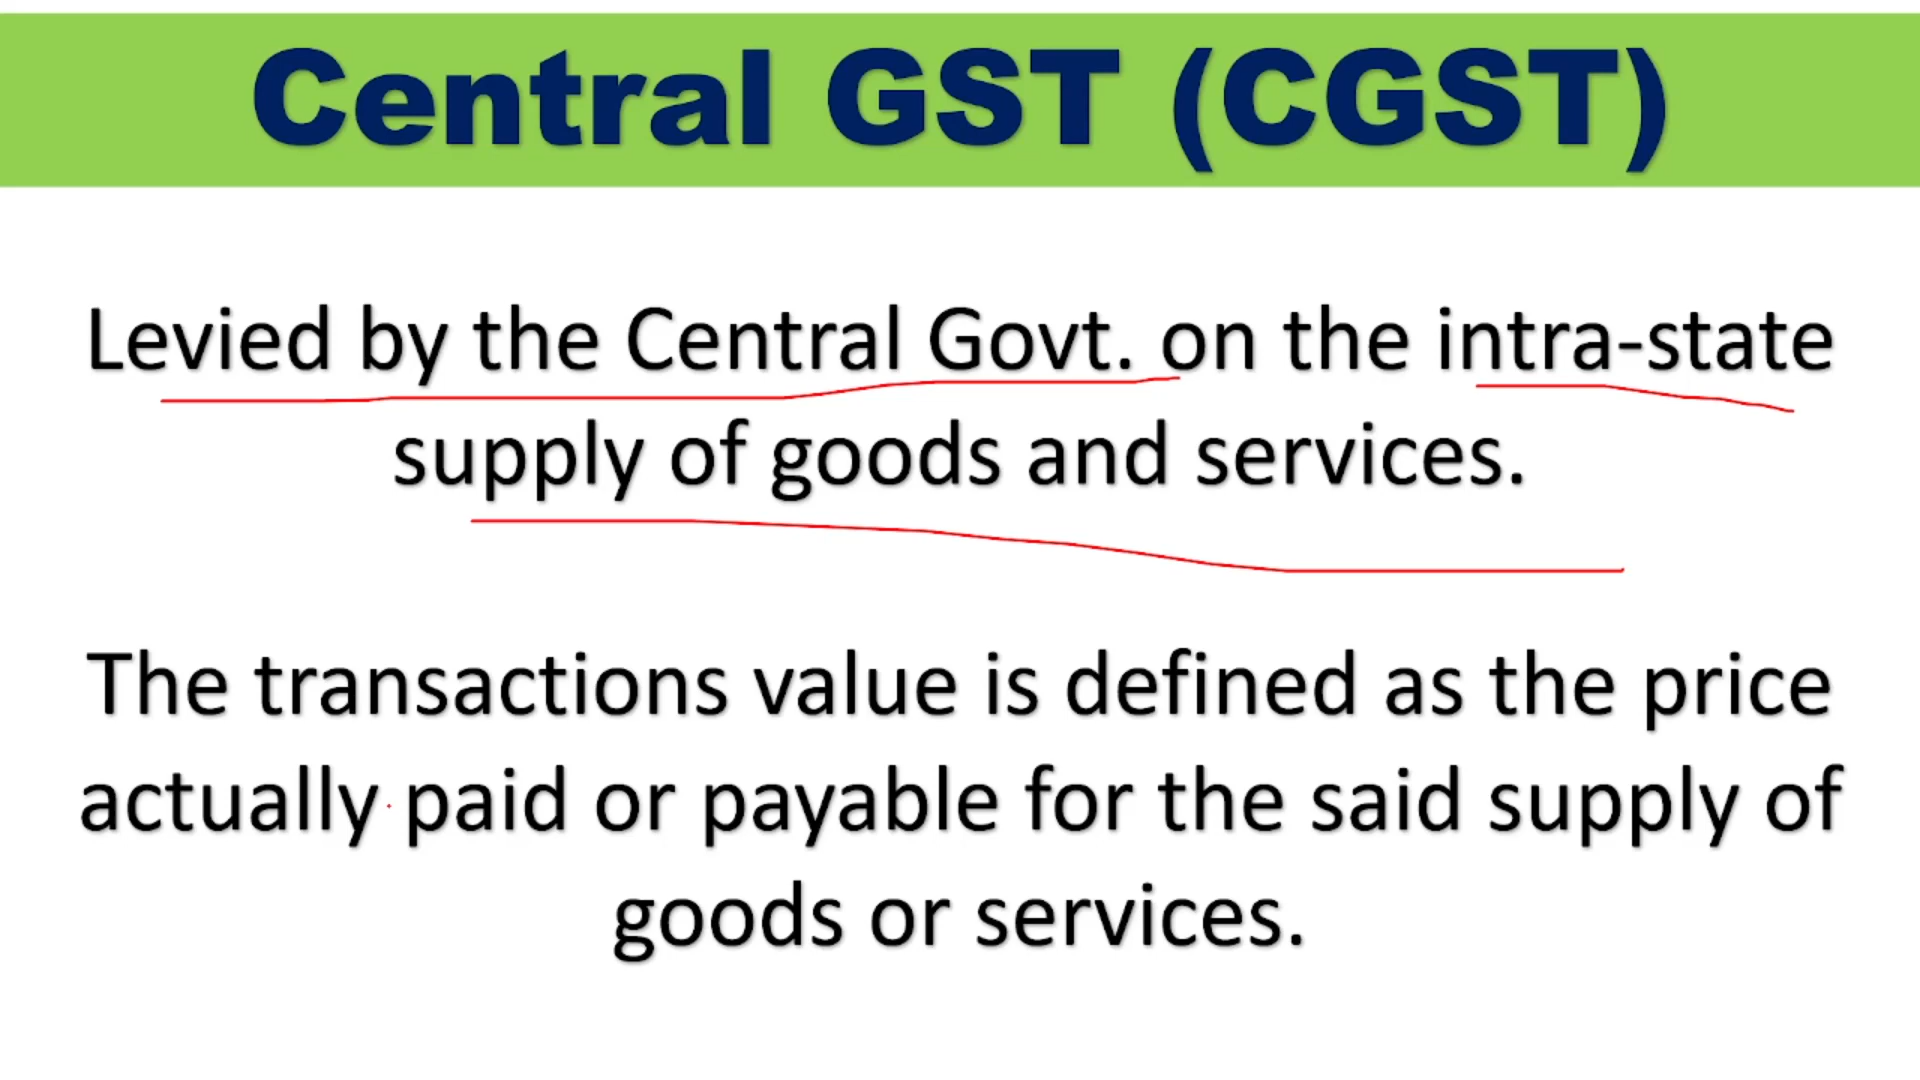 Central GST (CGST)
Levied by the Central Govt. on the intra-state
supply of goods and services.
The transactions value is defined as the price
actually paid or payable for the said supply of
goods or services.